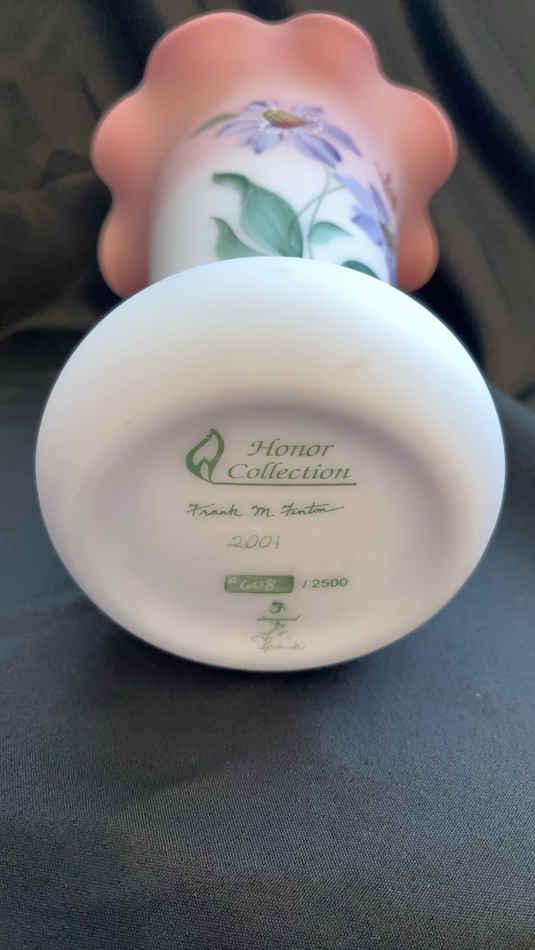 Honor
Collection
Frank M. Fenton
2001
/ 2500